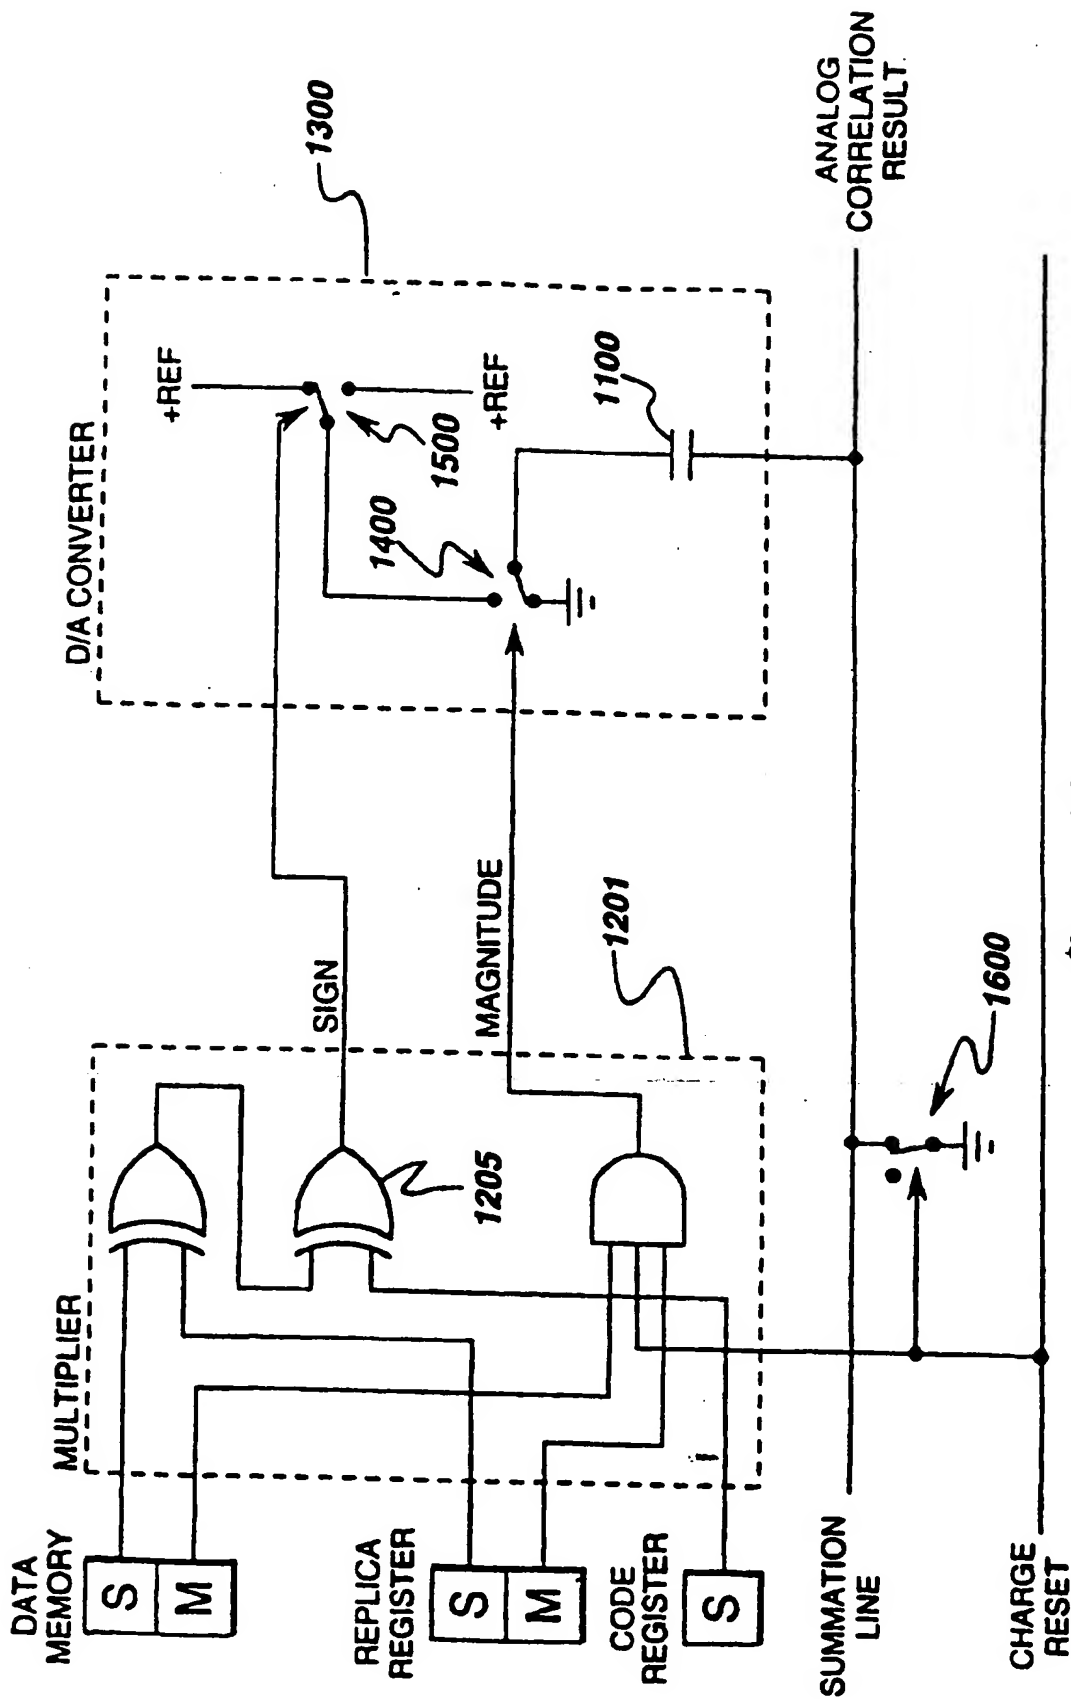 DATA
MEMORY
S
M
REPLICA
REGISTER
S
M
CODE
REGISTER
S
SUMMATION
LINE
CHARGE
RESET
MULTIPLIER
1205
1201
SIGN
MAGNITUDE
1600
D/A CONVERTER
+REF
1500
+REF
1400
1100
1300
ANALOG
CORRELATION
RESULT.